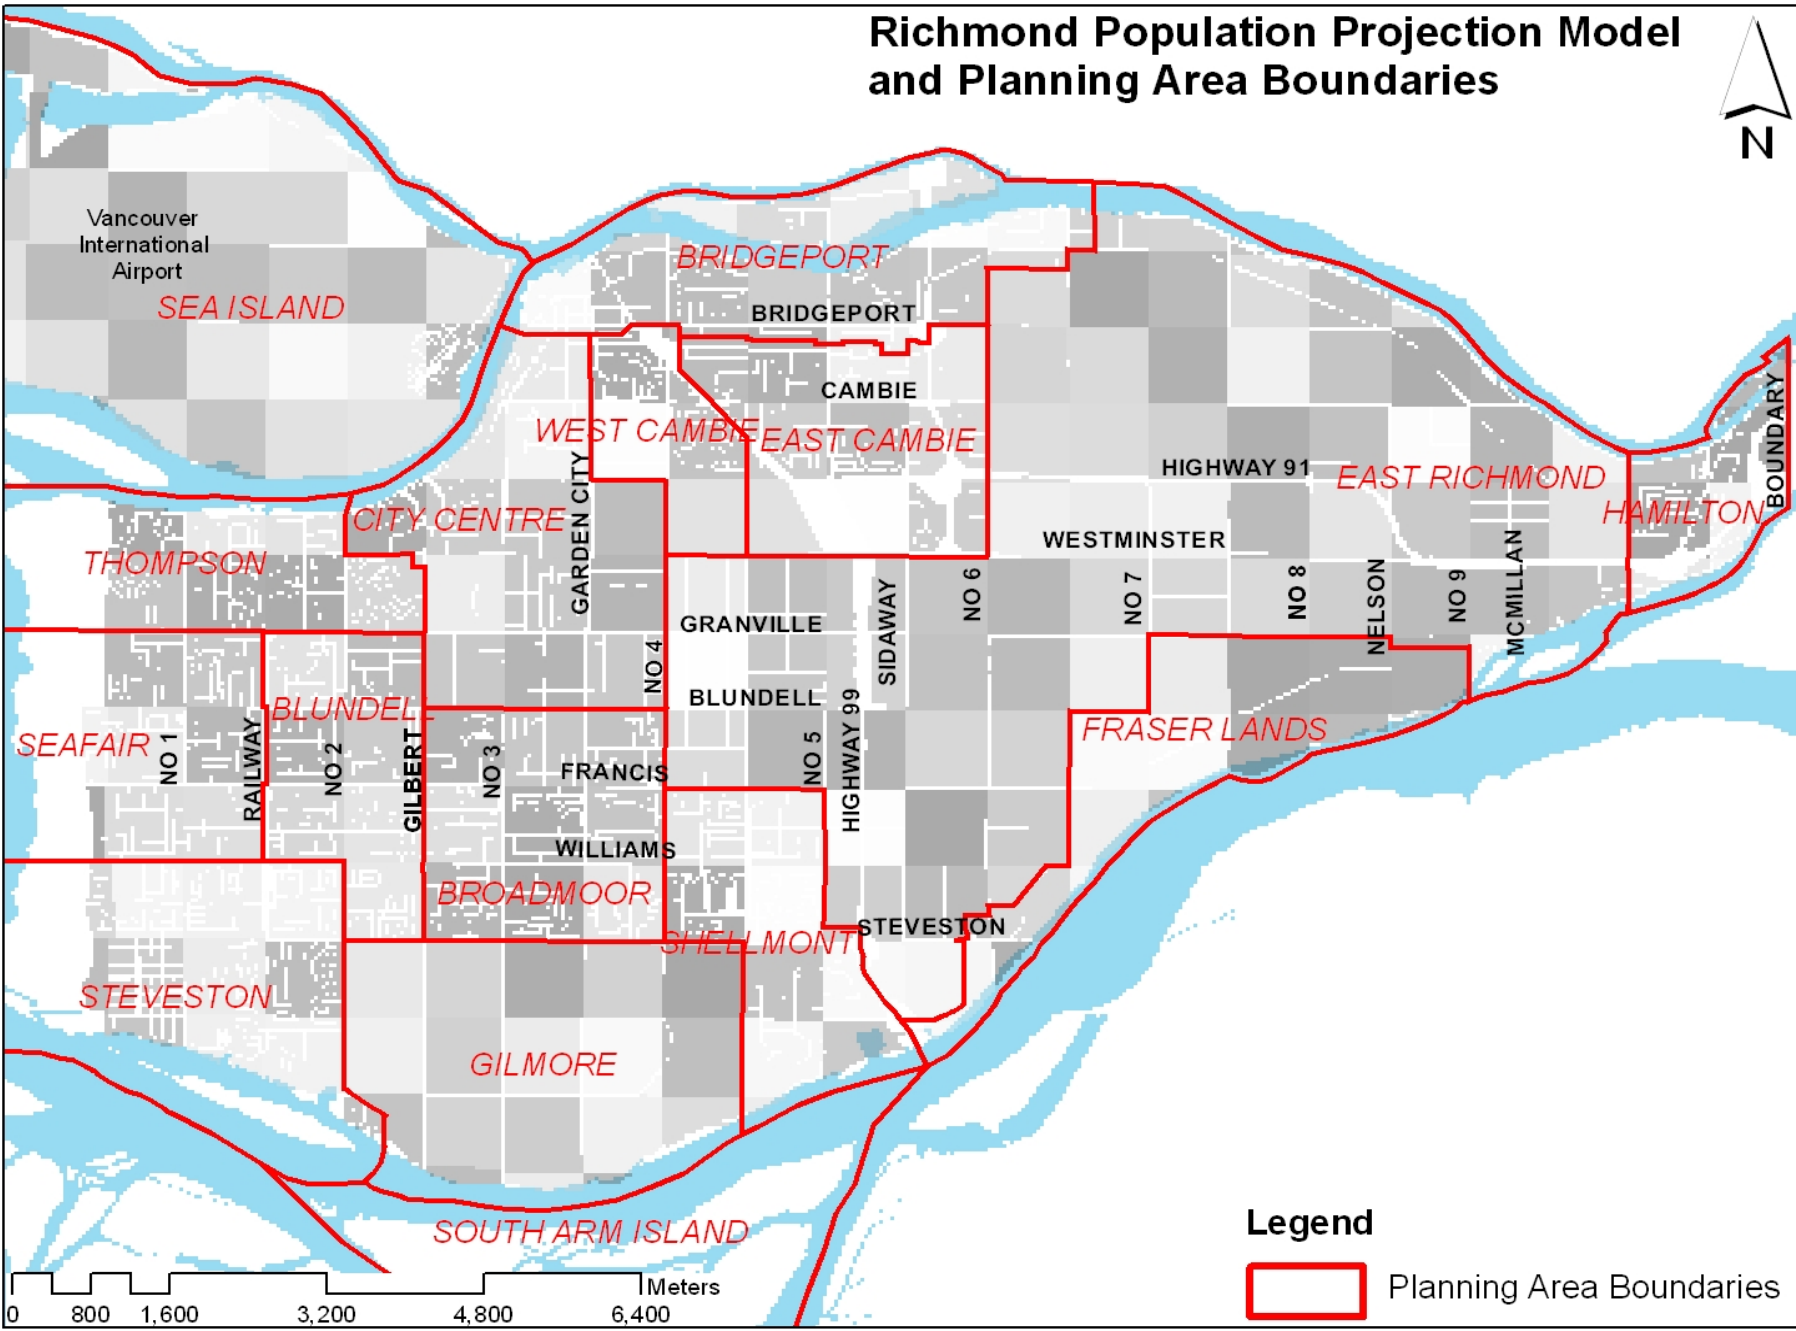 Richmond Population Projection Model
and Planning Area Boundaries
N
Vancouver
International
Airport
SEA ISLAND
BRIDGEPORT
BRIDGEPORT
CAMBIE
WEST CAMBIE
EAST CAMBIE
HIGHWAY 91
EAST RICHMOND
BOUNDARY
HAMILTON
CITY CENTRE
GARDEN CITY
THOMPSON
WESTMINSTER
NO 6
NO 7
NO 8
NELSON
NO 9
MCMILLAN
GRANVILLE
SIDAWAY
NO 4
BLUNDELL
BLUNDELL
SEAFAIR
NO 1
RAILWAY
NO 2
GILBERT
NO 3
FRANCIS
NO 5
HIGHWAY 99
FRASER LANDS
WILLIAMS
BROADMOOR
SHELLMONT
STEVESTON
STEVESTON
GILMORE
SOUTH ARM ISLAND
Meters
0 800 1,600 3,200 4,800 6,400
Legend
Planning Area Boundaries